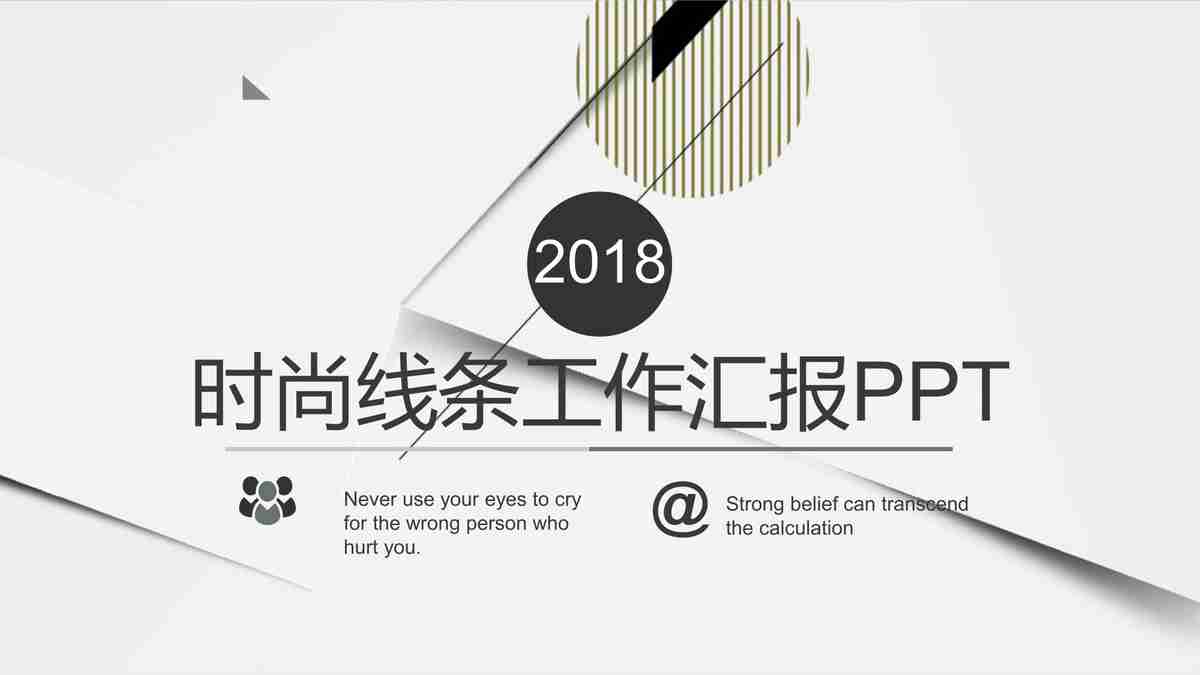 2018
时尚线条工作汇报PPT
Never use your eyes to cry
for the wrong person who
hurt you.
@
Strong belief can transcend
the calculation